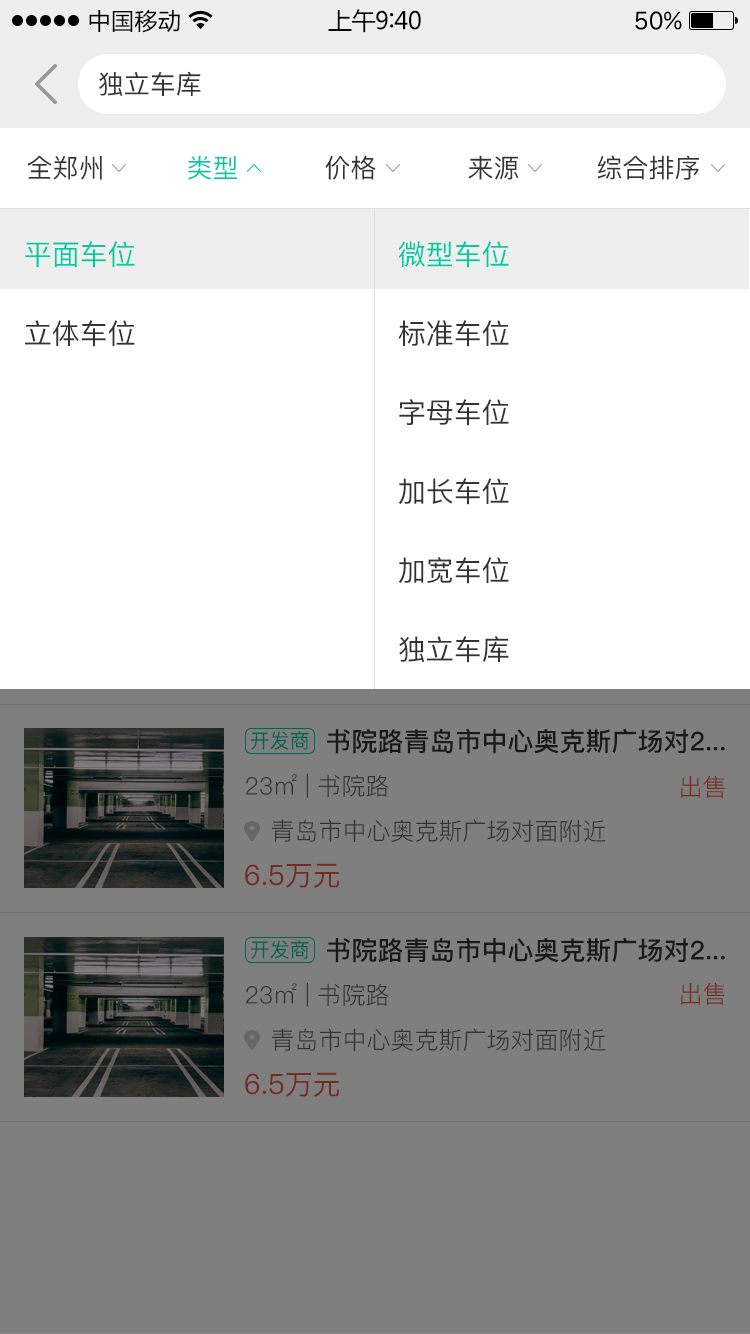 中国移动 上午9:40 50%
独立车库
全郑州 类型 价格 来源 综合排序
平面车位 微型车位
立体车位 标准车位
字母车位
加长车位
加宽车位
独立车库
开发商 书院路青岛市中心奥克斯广场对2...
23㎡ | 书院路 出售
青岛市中心奥克斯广场对面附近
6.5万元
开发商 书院路青岛市中心奥克斯广场对2...
23㎡ | 书院路 出售
青岛市中心奥克斯广场对面附近
6.5万元